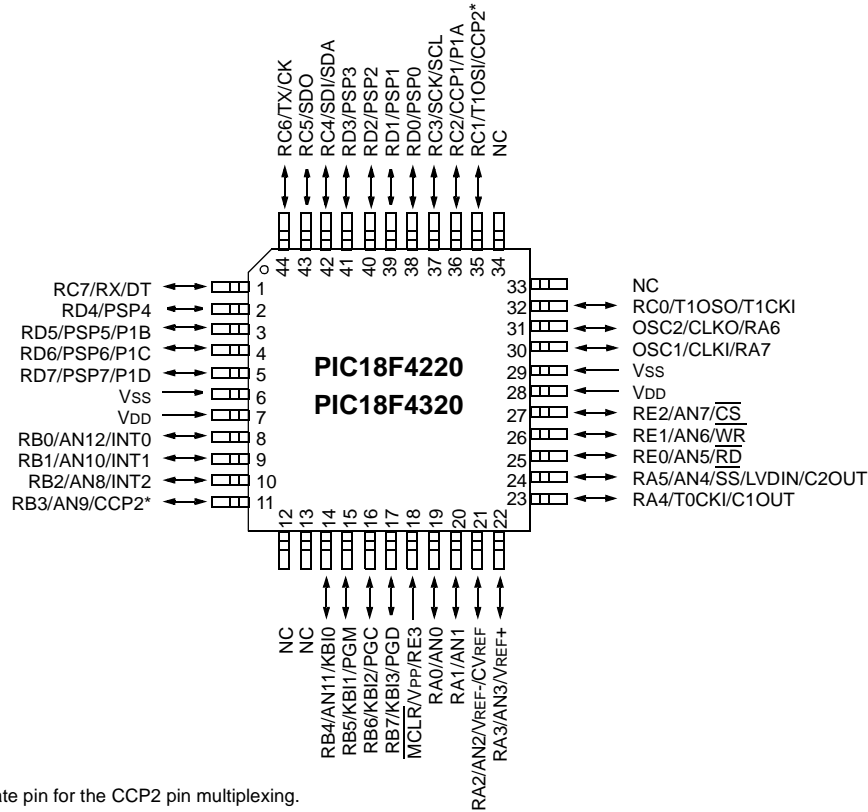 RC6/TX/CK
RC5/SDO
RC4/SDI/SDA
RD3/PSP3
RD2/PSP2
RD1/PSP1
RD0/PSP0
RC3/SCK/SCL
RC2/CCP1/P1A
RC1/T1OSI/CCP2*
NC
44
43
42
41
40
39
38
37
36
35
34
RC7/RX/DT 1
RD4/PSP4 2
RD5/PSP5/P1B 3
RD6/PSP6/P1C 4
RD7/PSP7/P1D 5
VSS 6
VDD 7
RB0/AN12/INT0 8
RB1/AN10/INT1 9
RB2/AN8/INT2 10
RB3/AN9/CCP2* 11
PIC18F4220
PIC18F4320
33 NC
32 RC0/T1OSO/T1CKI
31 OSC2/CLKO/RA6
30 OSC1/CLKI/RA7
29 VSS
28 VDD
27 RE2/AN7/CS
26 RE1/AN6/WR
25 RE0/AN5/RD
24 RA5/AN4/SS/LVDIN/C2OUT
23 RA4/T0CKI/C1OUT
12
13
14
15
16
17
18
19
20
21
22
NC
NC
RB4/AN11/KBI0
RB5/KBI1/PGM
RB6/KBI2/PGC
RB7/KBI3/PGD
MCLR/VPP/RE3
RA0/AN0
RA1/AN1
RA2/AN2/VREF-/CVREF
RA3/AN3/VREF+
ate pin for the CCP2 pin multiplexing.